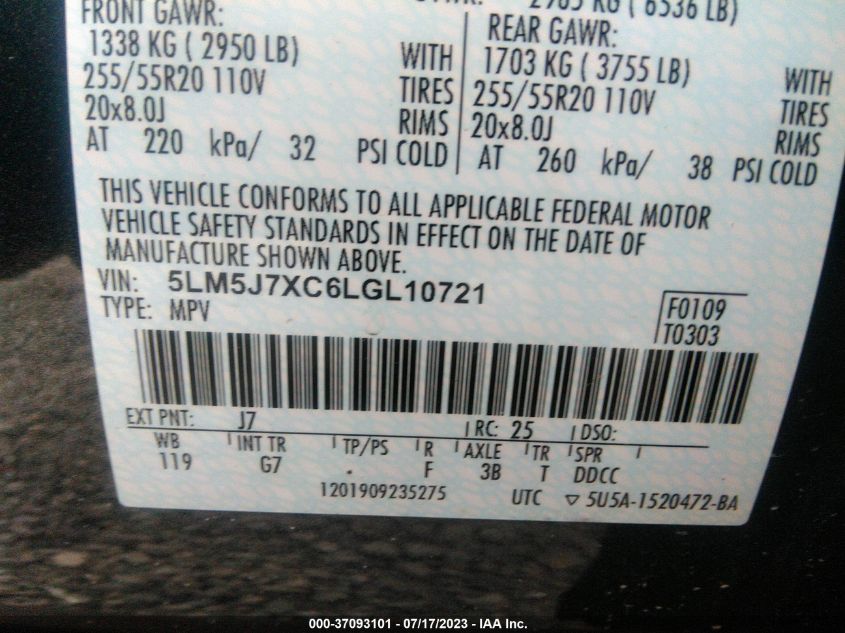 FRONT GAWR:
1338 KG ( 2950 LB) WITH
255/55R20 110V TIRES
20x8.0J RIMS
AT 220 kPa/ 32 PSI COLD
KG ( 6536 LB)
REAR GAWR:
1703 KG ( 3755 LB) WITH
255/55R20 110V TIRES
20x8.0J RIMS
AT 260 kPa/ 38 PSI COLD
THIS VEHICLE CONFORMS TO ALL APPLICABLE FEDERAL MOTOR
VEHICLE SAFETY STANDARDS IN EFFECT ON THE DATE OF
MANUFACTURE SHOWN ABOVE.
VIN: 5LM5J7XC6LGL10721
TYPE: MPV
F0109
T0303
EXT PNT: J7 RC: 25 DSO:
WB INT TR TP/PS R AXLE TR SPR
119 G7 . F 3B T DDCC
1201909235275 UTC ▽ 5U5A-1520472-BA
000-37093101 - 07/17/2023 - IAA Inc.